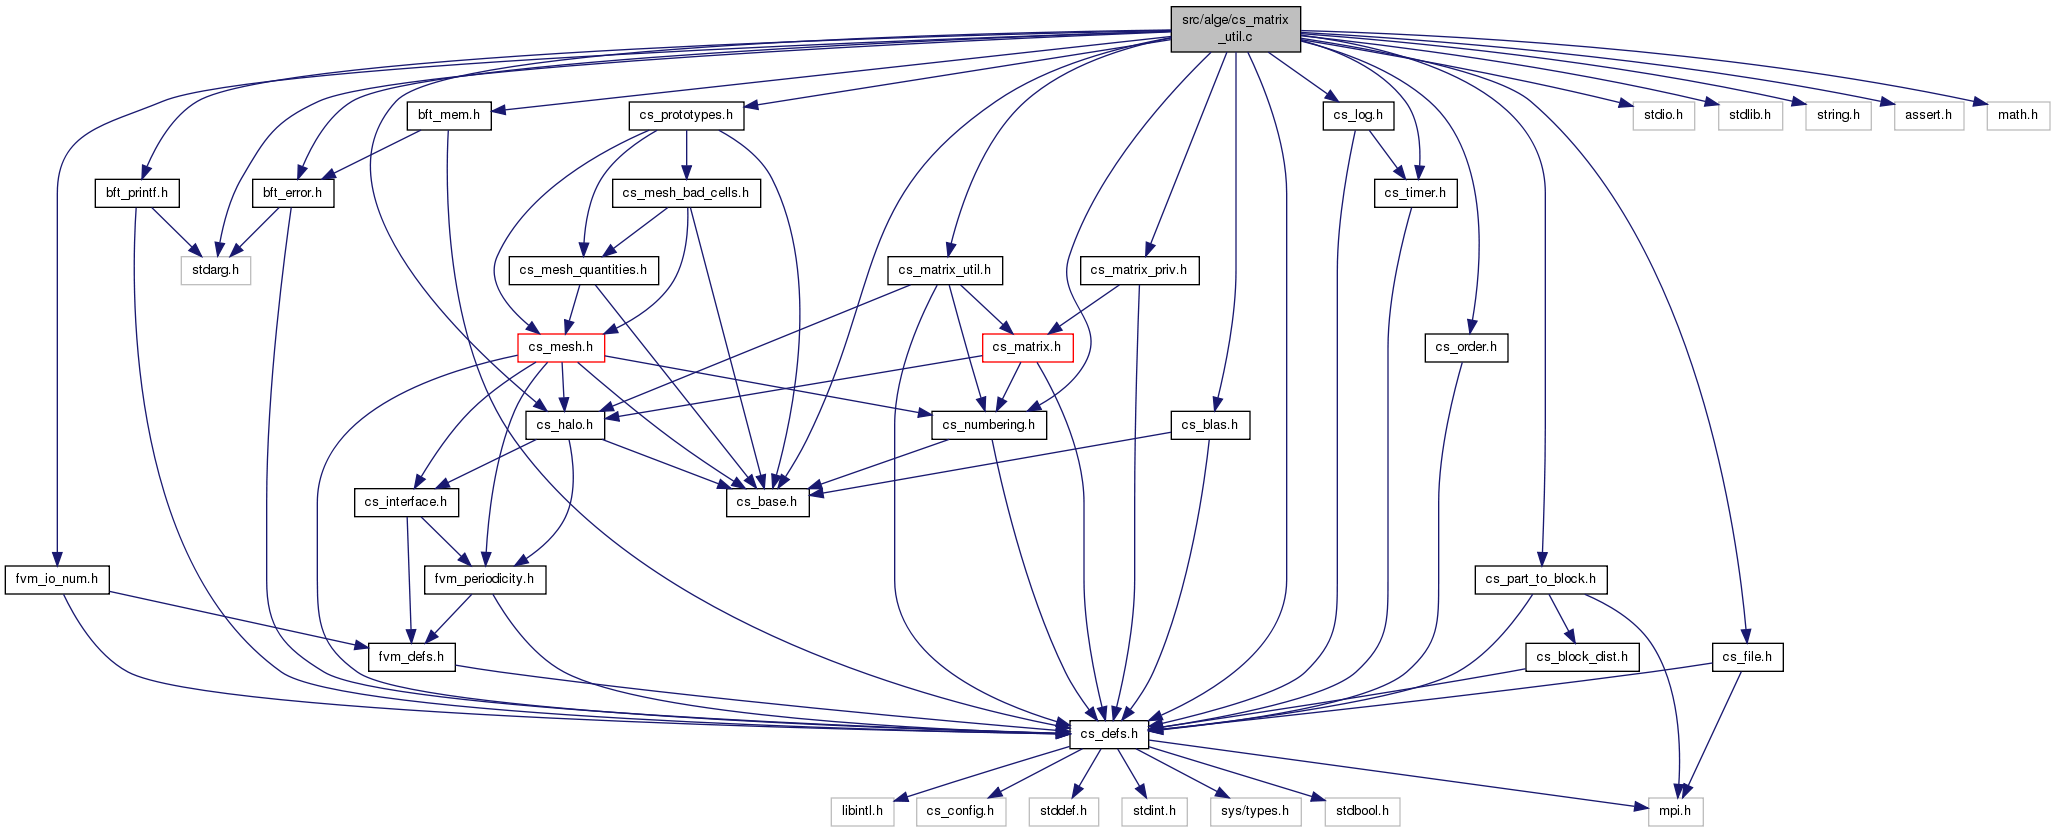 src/alge/cs_matrix
_util.c
bft_mem.h
cs_prototypes.h
cs_log.h
stdio.h
stdlib.h
string.h
assert.h
math.h
bft_printf.h
bft_error.h
cs_mesh_bad_cells.h
cs_timer.h
stdarg.h
cs_mesh_quantities.h
cs_matrix_util.h
cs_matrix_priv.h
cs_mesh.h
cs_matrix.h
cs_order.h
cs_halo.h
cs_numbering.h
cs_blas.h
cs_interface.h
cs_base.h
fvm_io_num.h
fvm_periodicity.h
cs_part_to_block.h
fvm_defs.h
cs_block_dist.h
cs_file.h
cs_defs.h
libintl.h
cs_config.h
stddef.h
stdint.h
sys/types.h
stdbool.h
mpi.h